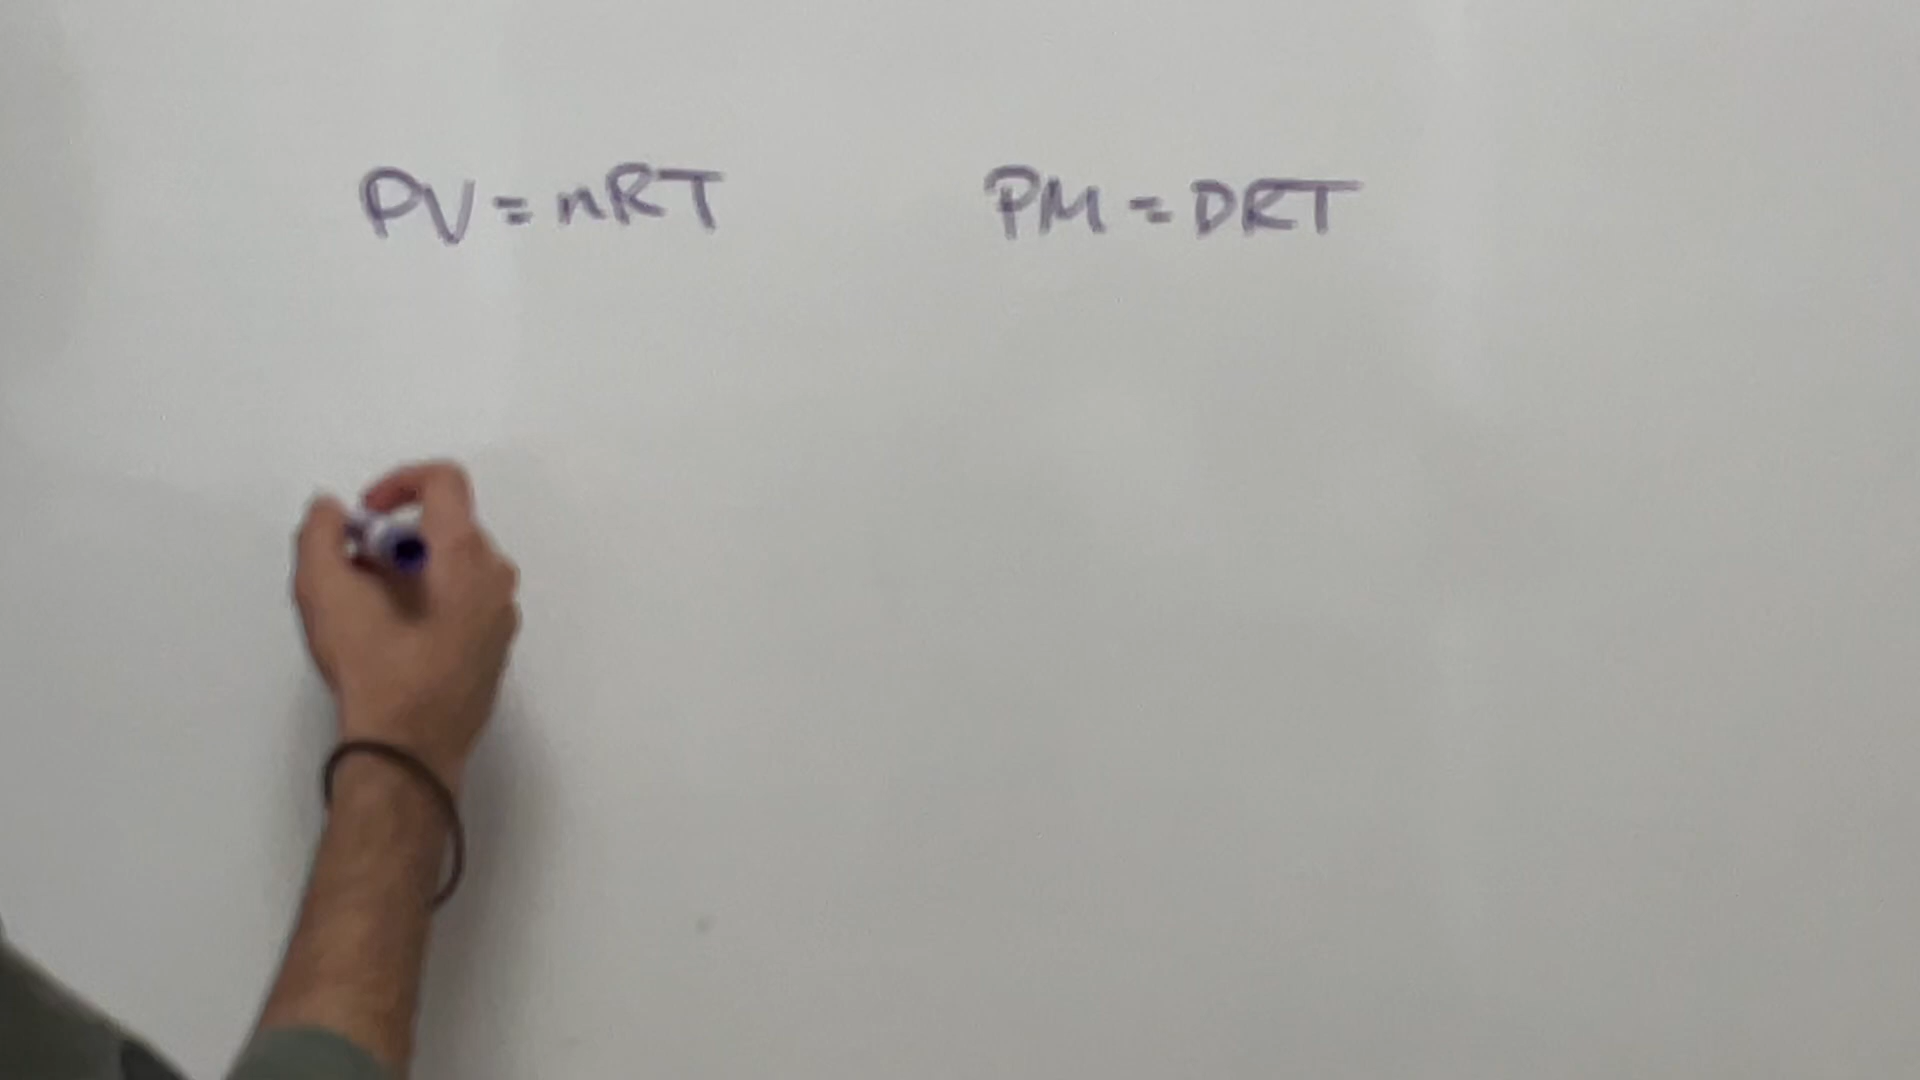 PV = nRT PM = DRT